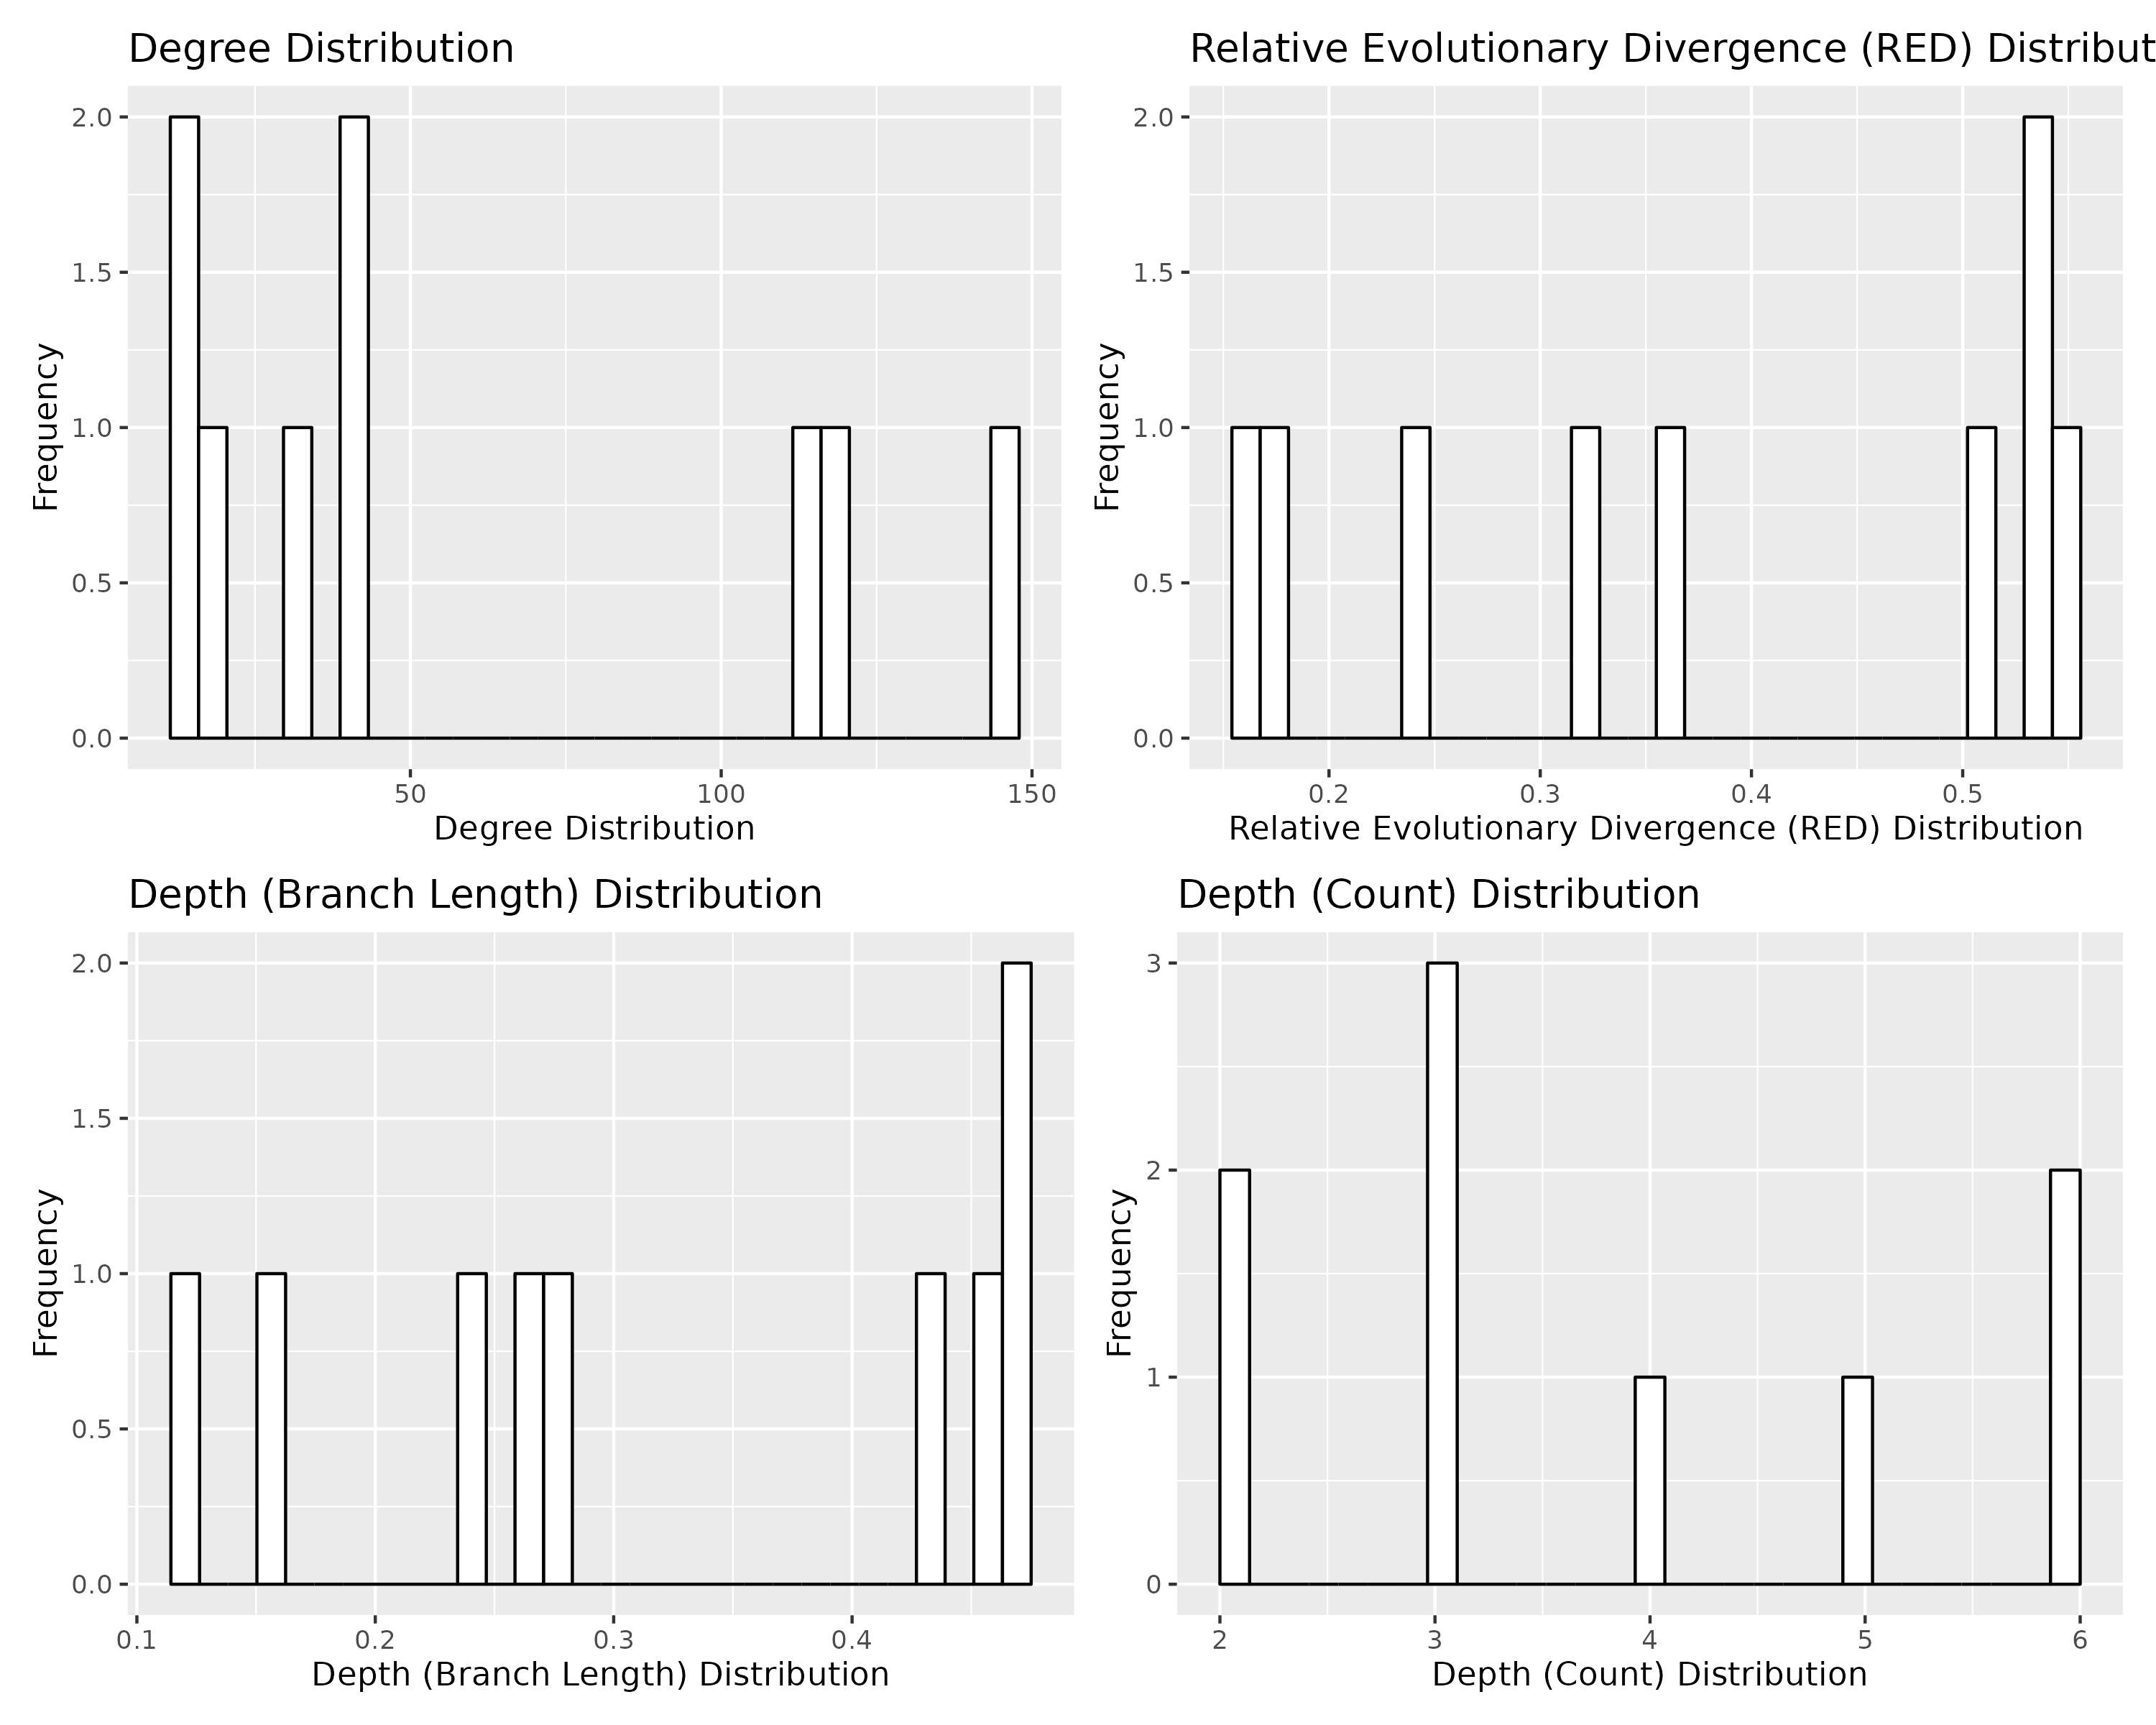 Degree Distribution
2.0
1.5
1.0
0.5
0.0
Frequency
50 100 150
Degree Distribution
Relative Evolutionary Divergence (RED) Distribut
2.0
1.5
1.0
0.5
0.0
Frequency
0.2 0.3 0.4 0.5
Relative Evolutionary Divergence (RED) Distribution
Depth (Branch Length) Distribution
2.0
1.5
1.0
0.5
0.0
Frequency
0.1 0.2 0.3 0.4
Depth (Branch Length) Distribution
Depth (Count) Distribution
3
2
1
0
Frequency
2 3 4 5 6
Depth (Count) Distribution